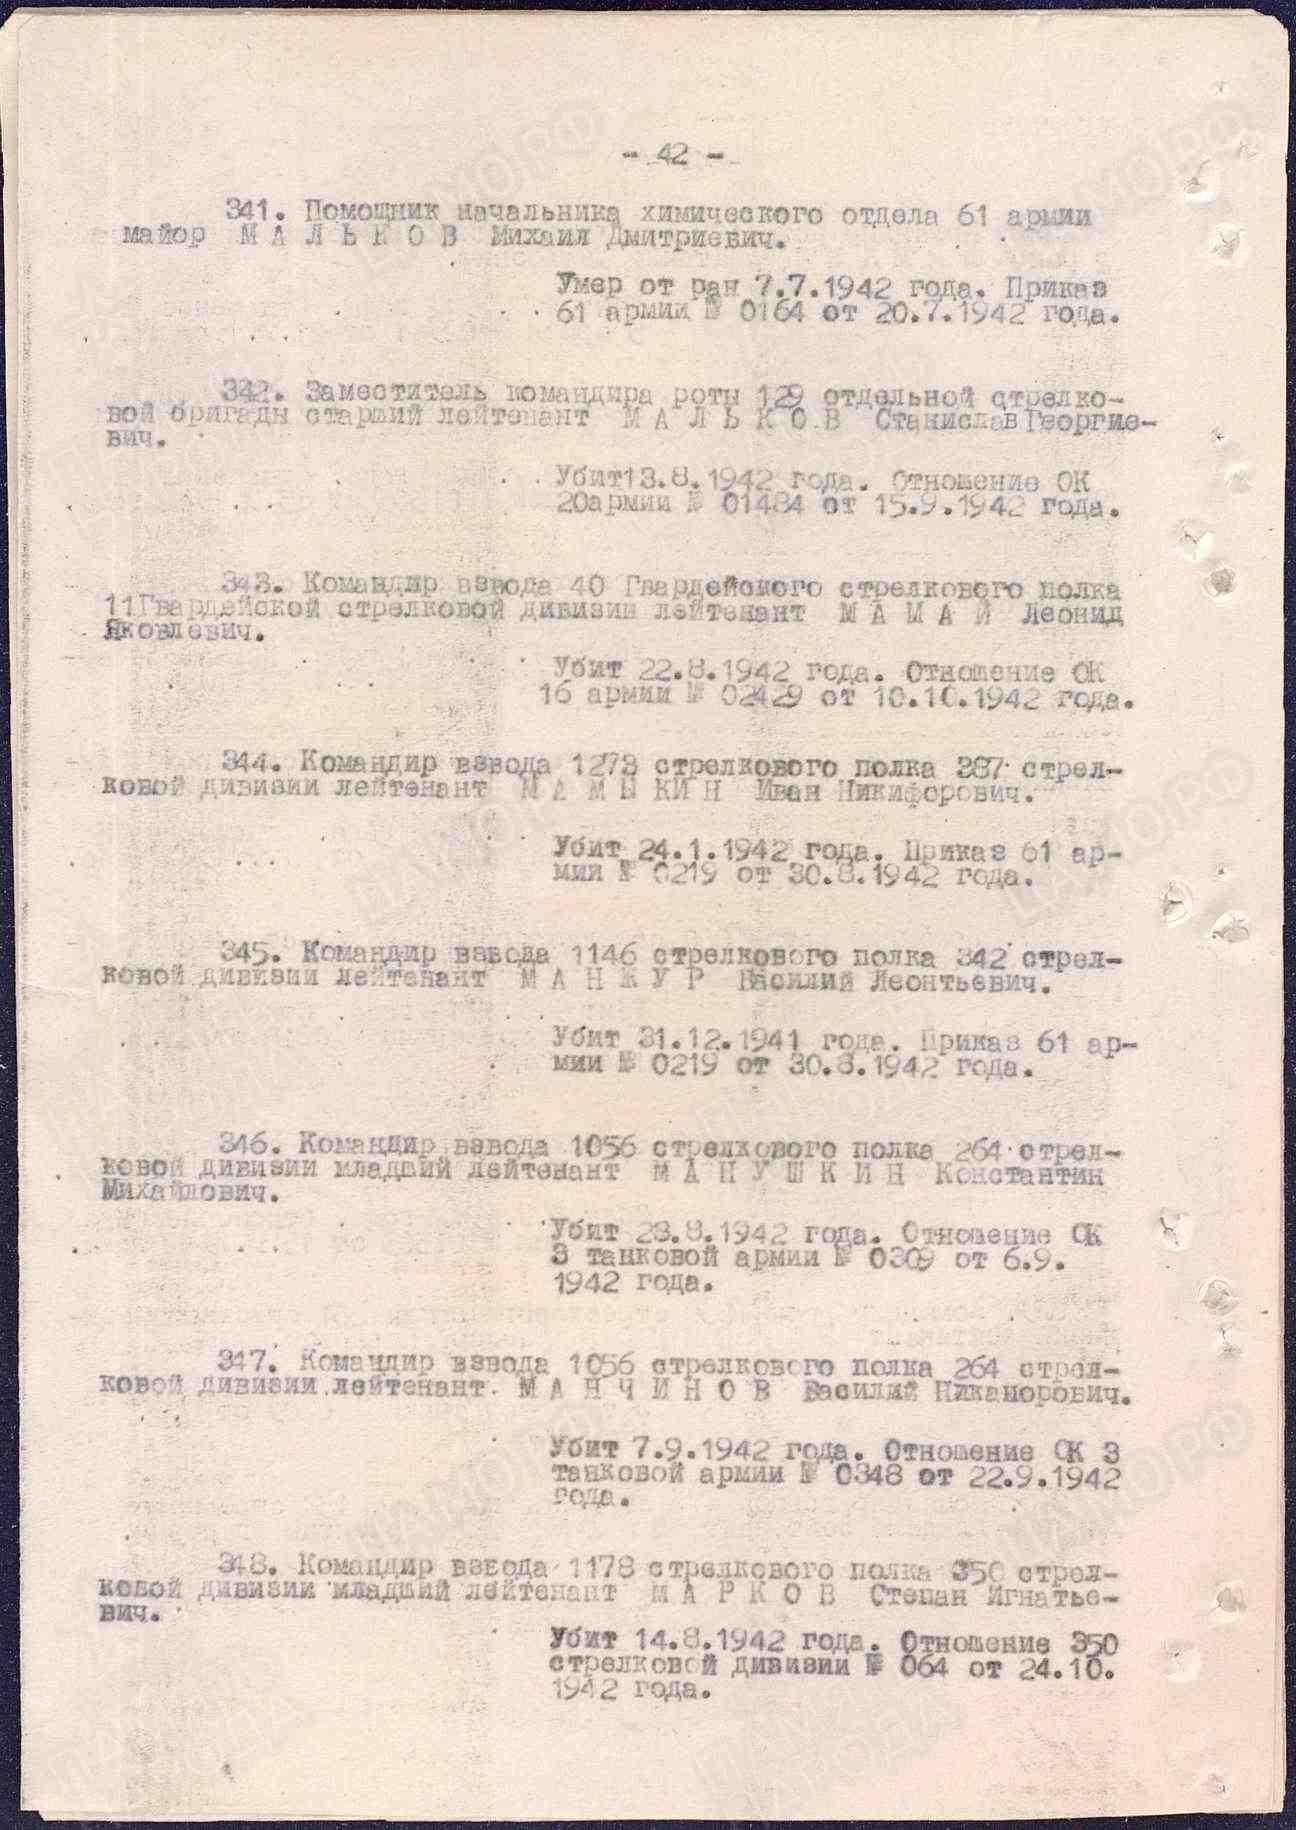 - 42 -
341. Помощник начальника химического отдела 61 армии
майор М А Л Ь К О В Михаил Дмитриевич.
Умер от ран 7.7.1942 года. Приказ
61 армии № 0164 от 20.7.1942 года.
342. Заместитель командира роты 129 отдельной стрелко-
вой бригады старший лейтенант М А Л Ь К О В Станислав Георгие-
вич.
Убит 13.8.1942 года. Отношение ОК
20 армии № 01484 от 15.9.1942 года.
343. Командир взвода 40 Гвардейского стрелкового полка
11 Гвардейской стрелковой дивизии лейтенант М А М А Й Леонид
Яковлевич.
Убит 22.8.1942 года. Отношение ОК
16 армии № 02429 от 10.10.1942 года.
344. Командир взвода 1273 стрелкового полка 387 стрел-
ковой дивизии лейтенант М А М Ы К И Н Иван Никифорович.
Убит 24.1.1942 года. Приказ 61 ар-
мии № 0219 от 30.8.1942 года.
345. Командир взвода 1146 стрелкового полка 342 стрел-
ковой дивизии лейтенант М А Н Ж У Р Василий Леонтьевич.
Убит 31.12.1941 года. Приказ 61 ар-
мии № 0219 от 30.8.1942 года.
346. Командир взвода 1056 стрелкового полка 264 стрел-
ковой дивизии младший лейтенант М А Н У Ш К И Н Константин
Михайлович.
Убит 23.8.1942 года. Отношение ОК
3 танковой армии № 0309 от 6.9.
1942 года.
347. Командир взвода 1056 стрелкового полка 264 стрел-
ковой дивизии лейтенант М А Н Ч И Н О В Василий Никанорович.
Убит 7.9.1942 года. Отношение ОК 3
танковой армии № 0348 от 22.9.1942
года.
348. Командир взвода 1178 стрелкового полка 350 стрел-
ковой дивизии младший лейтенант М А Р К О В Степан Игнатье-
вич.
Убит 14.8.1942 года. Отношение 350
стрелковой дивизии № 064 от 24.10.
1942 года.